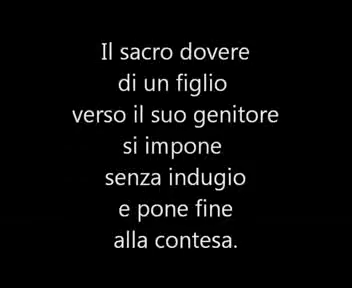 Il sacro dovere
di un figlio
verso il suo genitore
si impone
senza indugio
e pone fine
alla contesa.